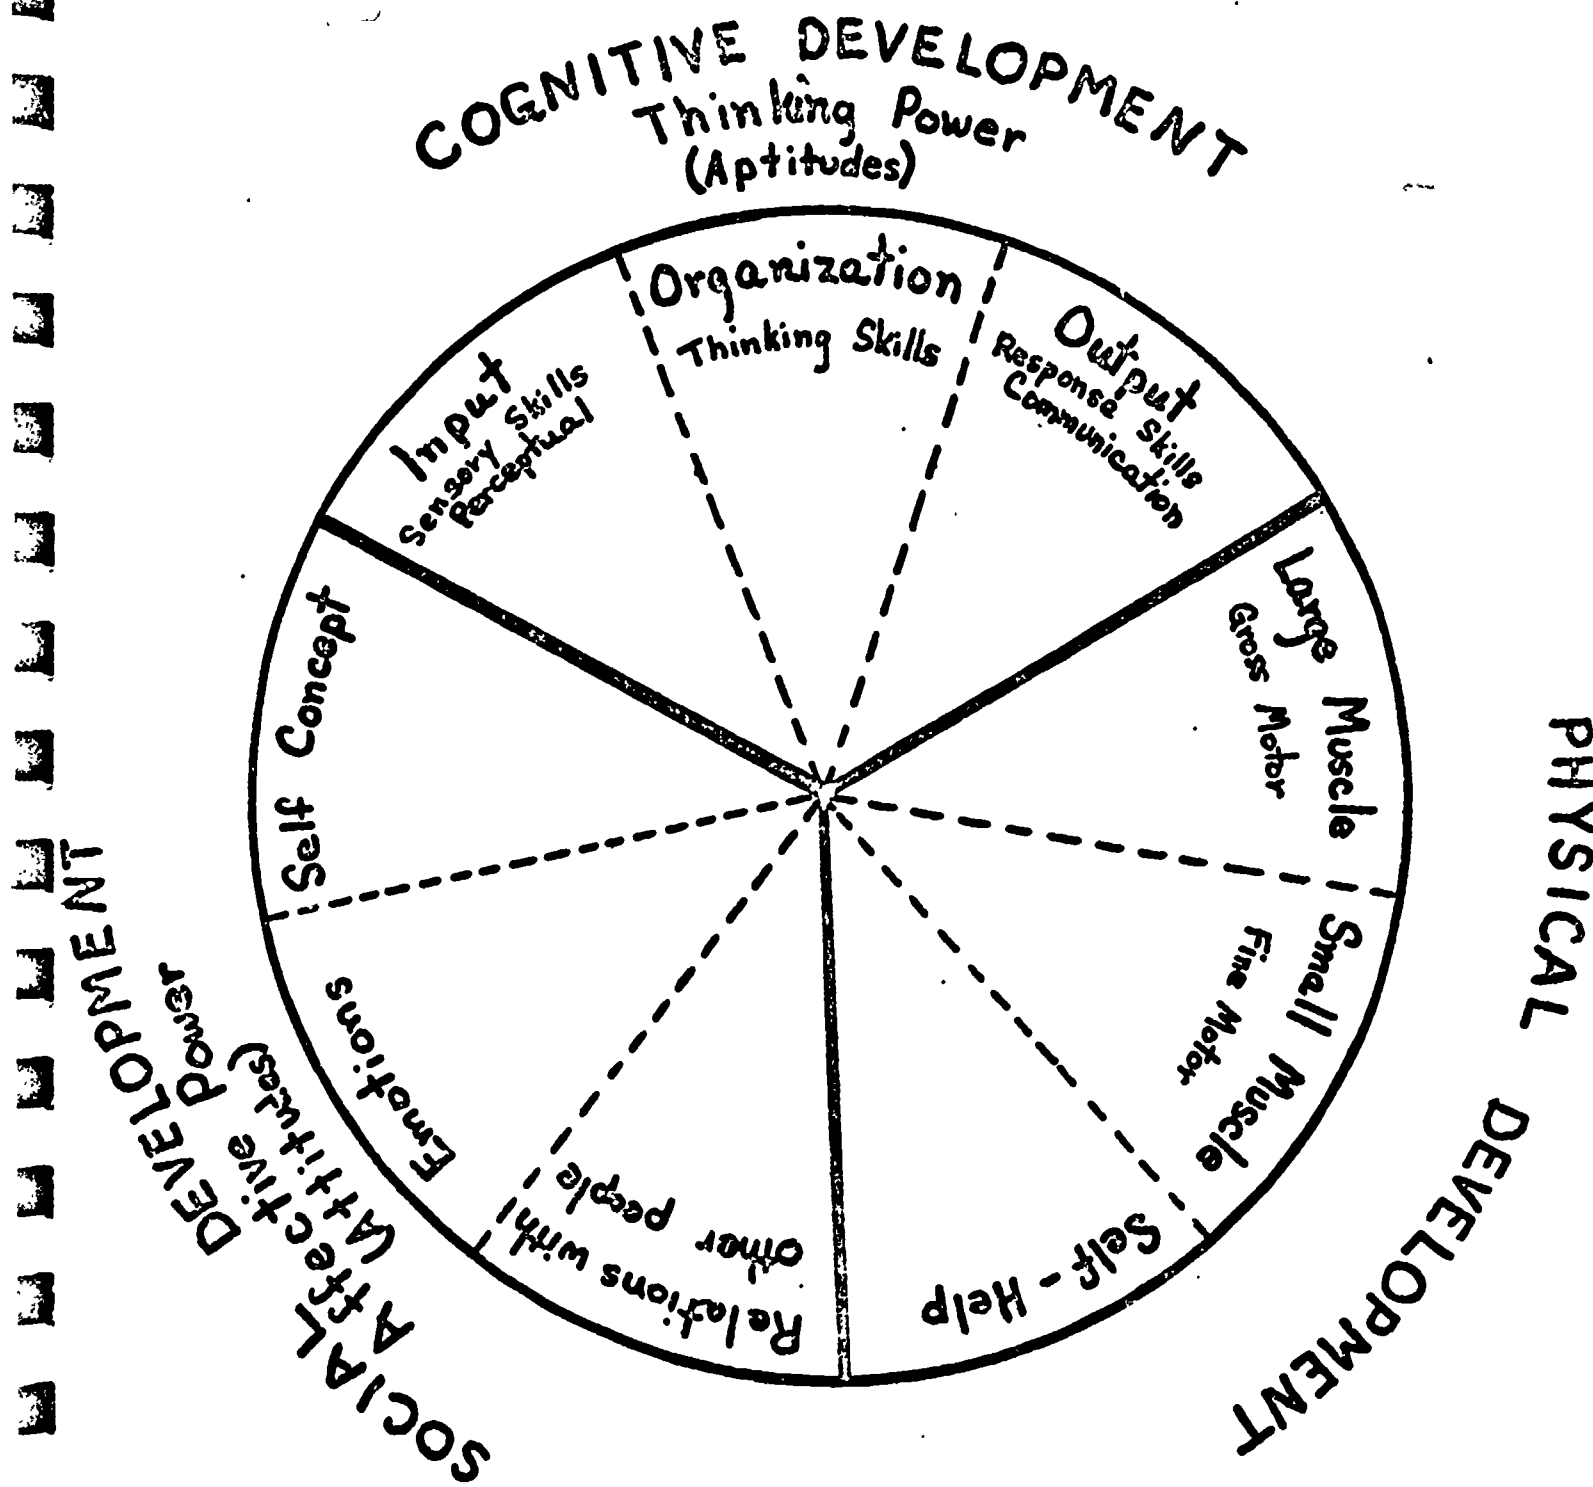 COGNITIVE DEVELOPMENT
Thinking Power
(Aptitudes)
Organization
Thinking Skills
Output
Response Skills
Communication
Input
Sensory Skills
Perceptual
Large Muscle
Gross Motor
PHYSICAL DEVELOPMENT
Small Muscle
Fine Motor
Self-Help
Relations with
other people
Emotions
Self Concept
SOCIAL DEVELOPMENT
Affective Power
(Attitudes)